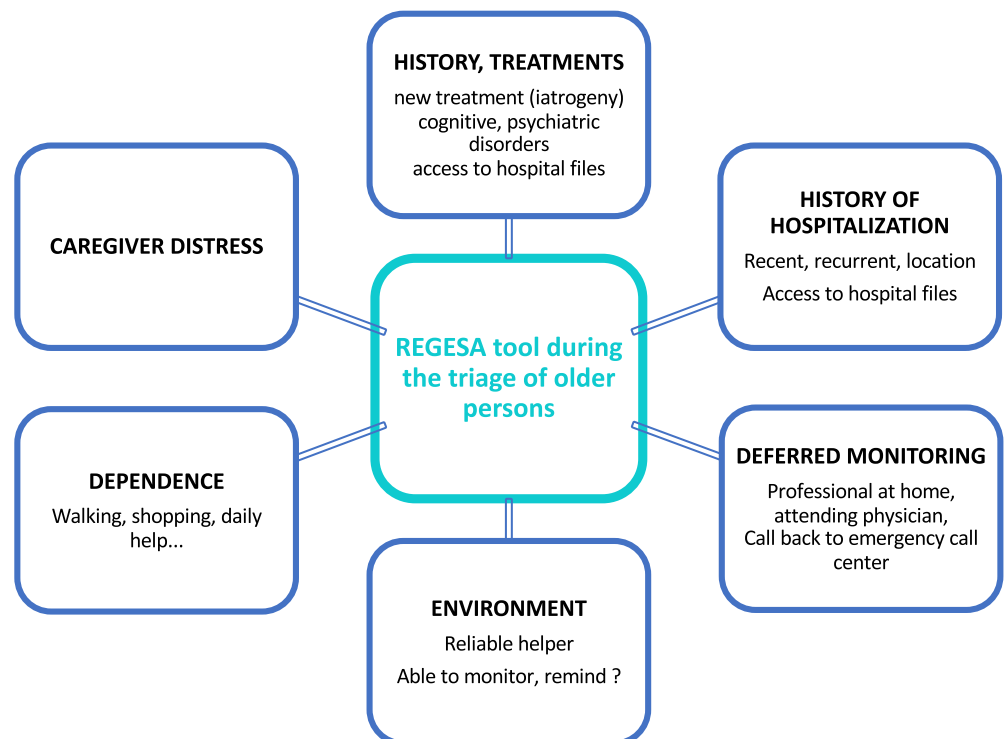 HISTORY, TREATMENTS
new treatment (iatrogeny)
cognitive, psychiatric
disorders
access to hospital files
HISTORY OF
HOSPITALIZATION
Recent, recurrent, location
Access to hospital files
DEFERRED MONITORING
Professional at home,
attending physician,
Call back to emergency call
center
ENVIRONMENT
Reliable helper
Able to monitor, remind ?
DEPENDENCE
Walking, shopping, daily
help...
CAREGIVER DISTRESS
REGESA tool during
the triage of older
persons